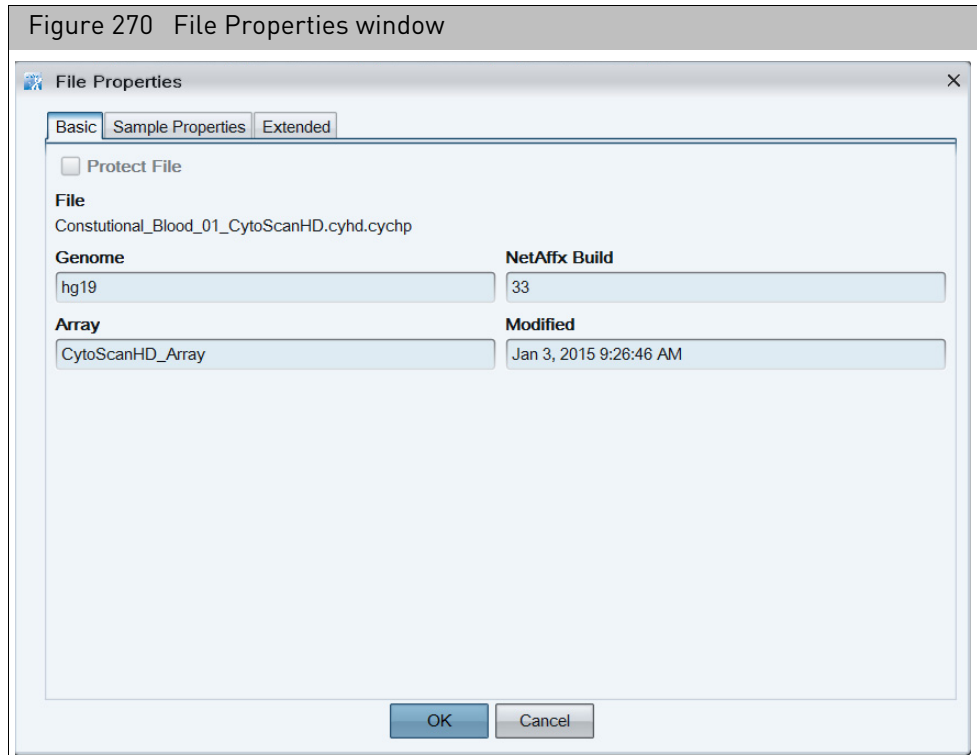 Figure 270 File Properties window
File Properties
Basic Sample Properties Extended
Protect File
File
Constutional_Blood_01_CytoScanHD.cyhd.cychp
Genome NetAffx Build
hg19 33
Array Modified
CytoScanHD_Array Jan 3, 2015 9:26:46 AM
OK Cancel